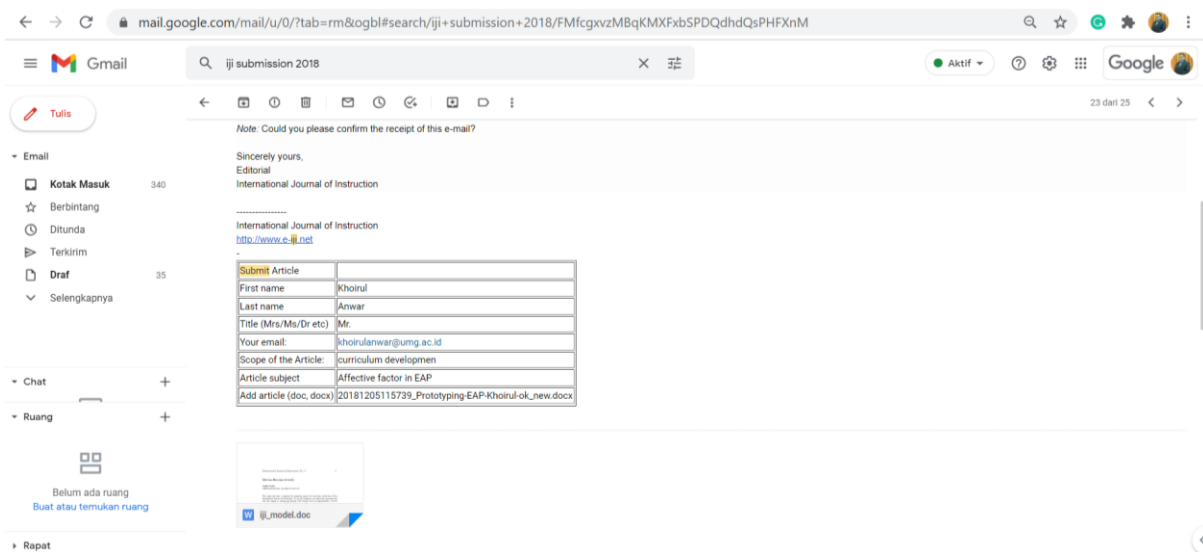 mail.google.com/mail/u/0/?tab=rm&ogbl#search/iji+submission+2018/FMfcgxvzMBqKMXFxbSPDQdhdQsPHFXnM
Gmail
iji submission 2018
Aktif
Google
Tulis
23 dari 25
Note: Could you please confirm the receipt of this e-mail?
Email
Sincerely yours,
Editorial
Kotak Masuk 340
International Journal of Instruction
Berbintang
Ditunda
----------------
International Journal of Instruction
http://www.e-iji.net
-
Terkirim
Draf 35
Selengkapnya
Submit Article
First name Khoirul
Last name Anwar
Title (Mrs/Ms/Dr etc) Mr.
Your email: khoirulanwar@umg.ac.id
Scope of the Article: curriculum developmen
Article subject Affective factor in EAP
Add article (doc, docx) 20181205115739_Prototyping-EAP-Khoirul-ok_new.docx
Chat
Ruang
Belum ada ruang
Buat atau temukan ruang
W iji_model.doc
Rapat